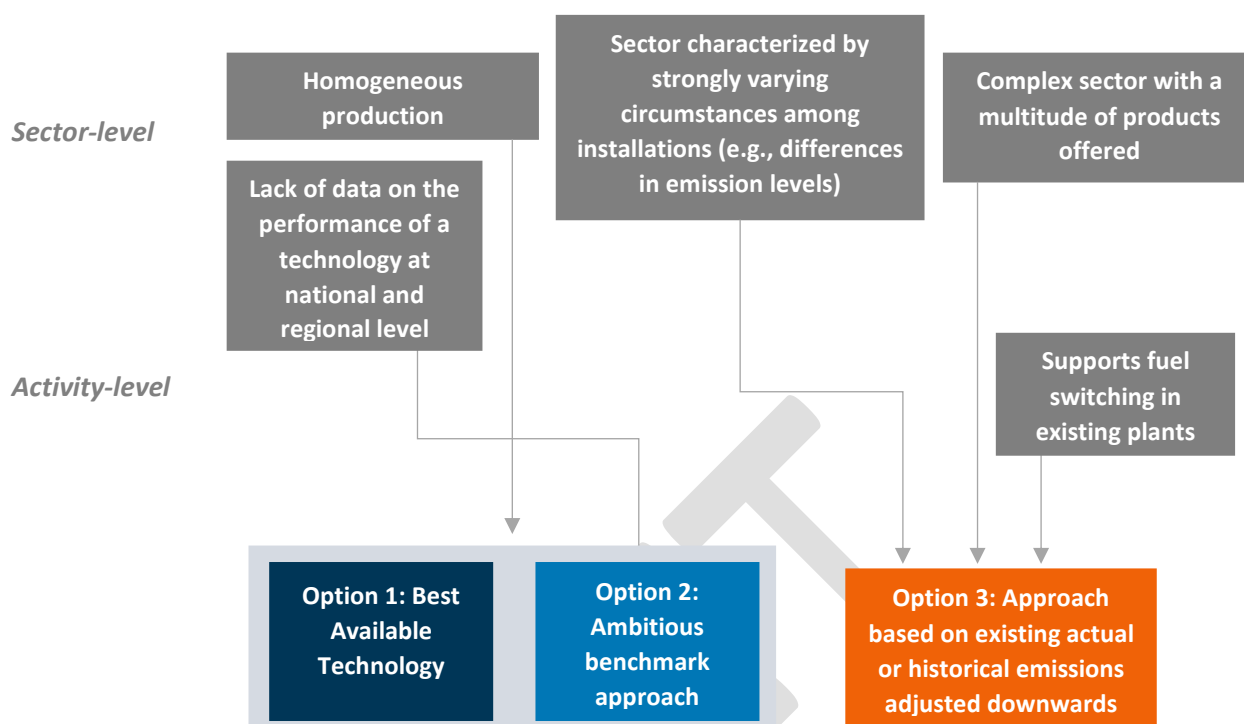 Sector-level
Homogeneous
production
Sector characterized by
strongly varying
circumstances among
installations (e.g., differences
in emission levels)
Complex sector with a
multitude of products
offered
Lack of data on the
performance of a
technology at
national and
regional level
Activity-level
Supports fuel
switching in
existing plants
Option 1: Best
Available
Technology
Option 2:
Ambitious
benchmark
approach
Option 3: Approach
based on existing actual
or historical emissions
adjusted downwards